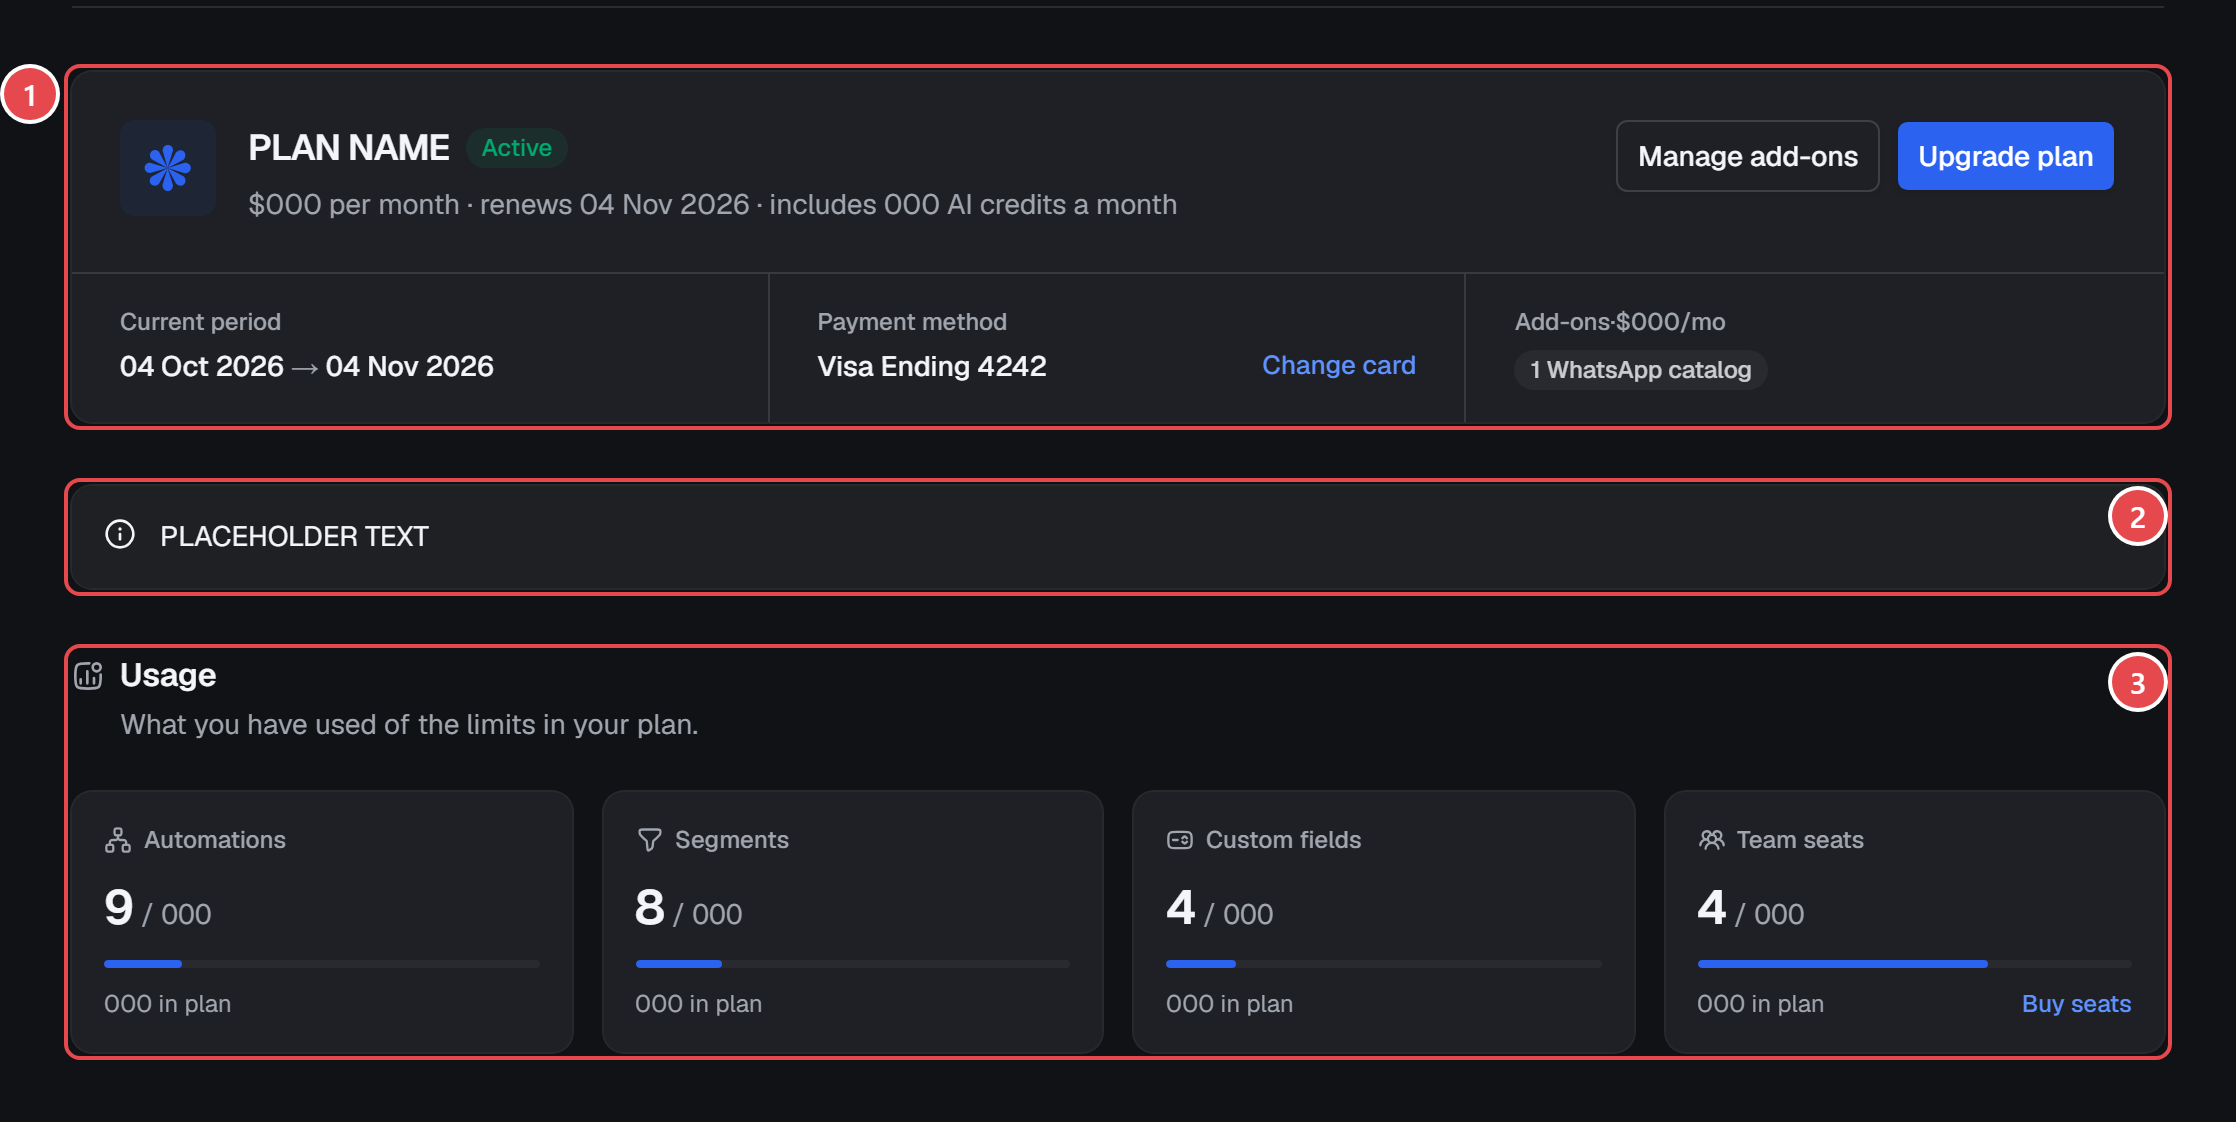 1
PLAN NAME Active
$000 per month · renews 04 Nov 2026 · includes 000 AI credits a month
Manage add-ons
Upgrade plan
Current period
04 Oct 2026 → 04 Nov 2026
Payment method
Visa Ending 4242
Change card
Add-ons·$000/mo
1 WhatsApp catalog
2
PLACEHOLDER TEXT
3
Usage
What you have used of the limits in your plan.
Automations
9 / 000
000 in plan
Segments
8 / 000
000 in plan
Custom fields
4 / 000
000 in plan
Team seats
4 / 000
000 in plan
Buy seats